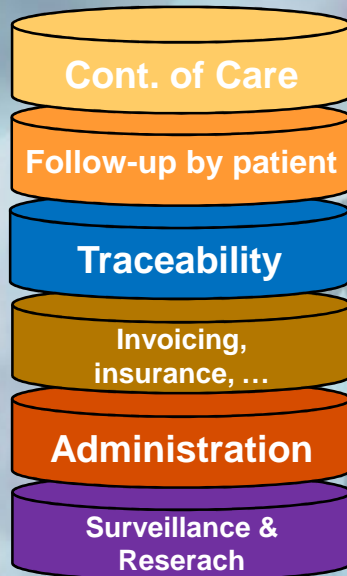 Cont. of Care
Follow-up by patient
Traceability
Invoicing,
insurance, …
Administration
Surveillance &
Reserach